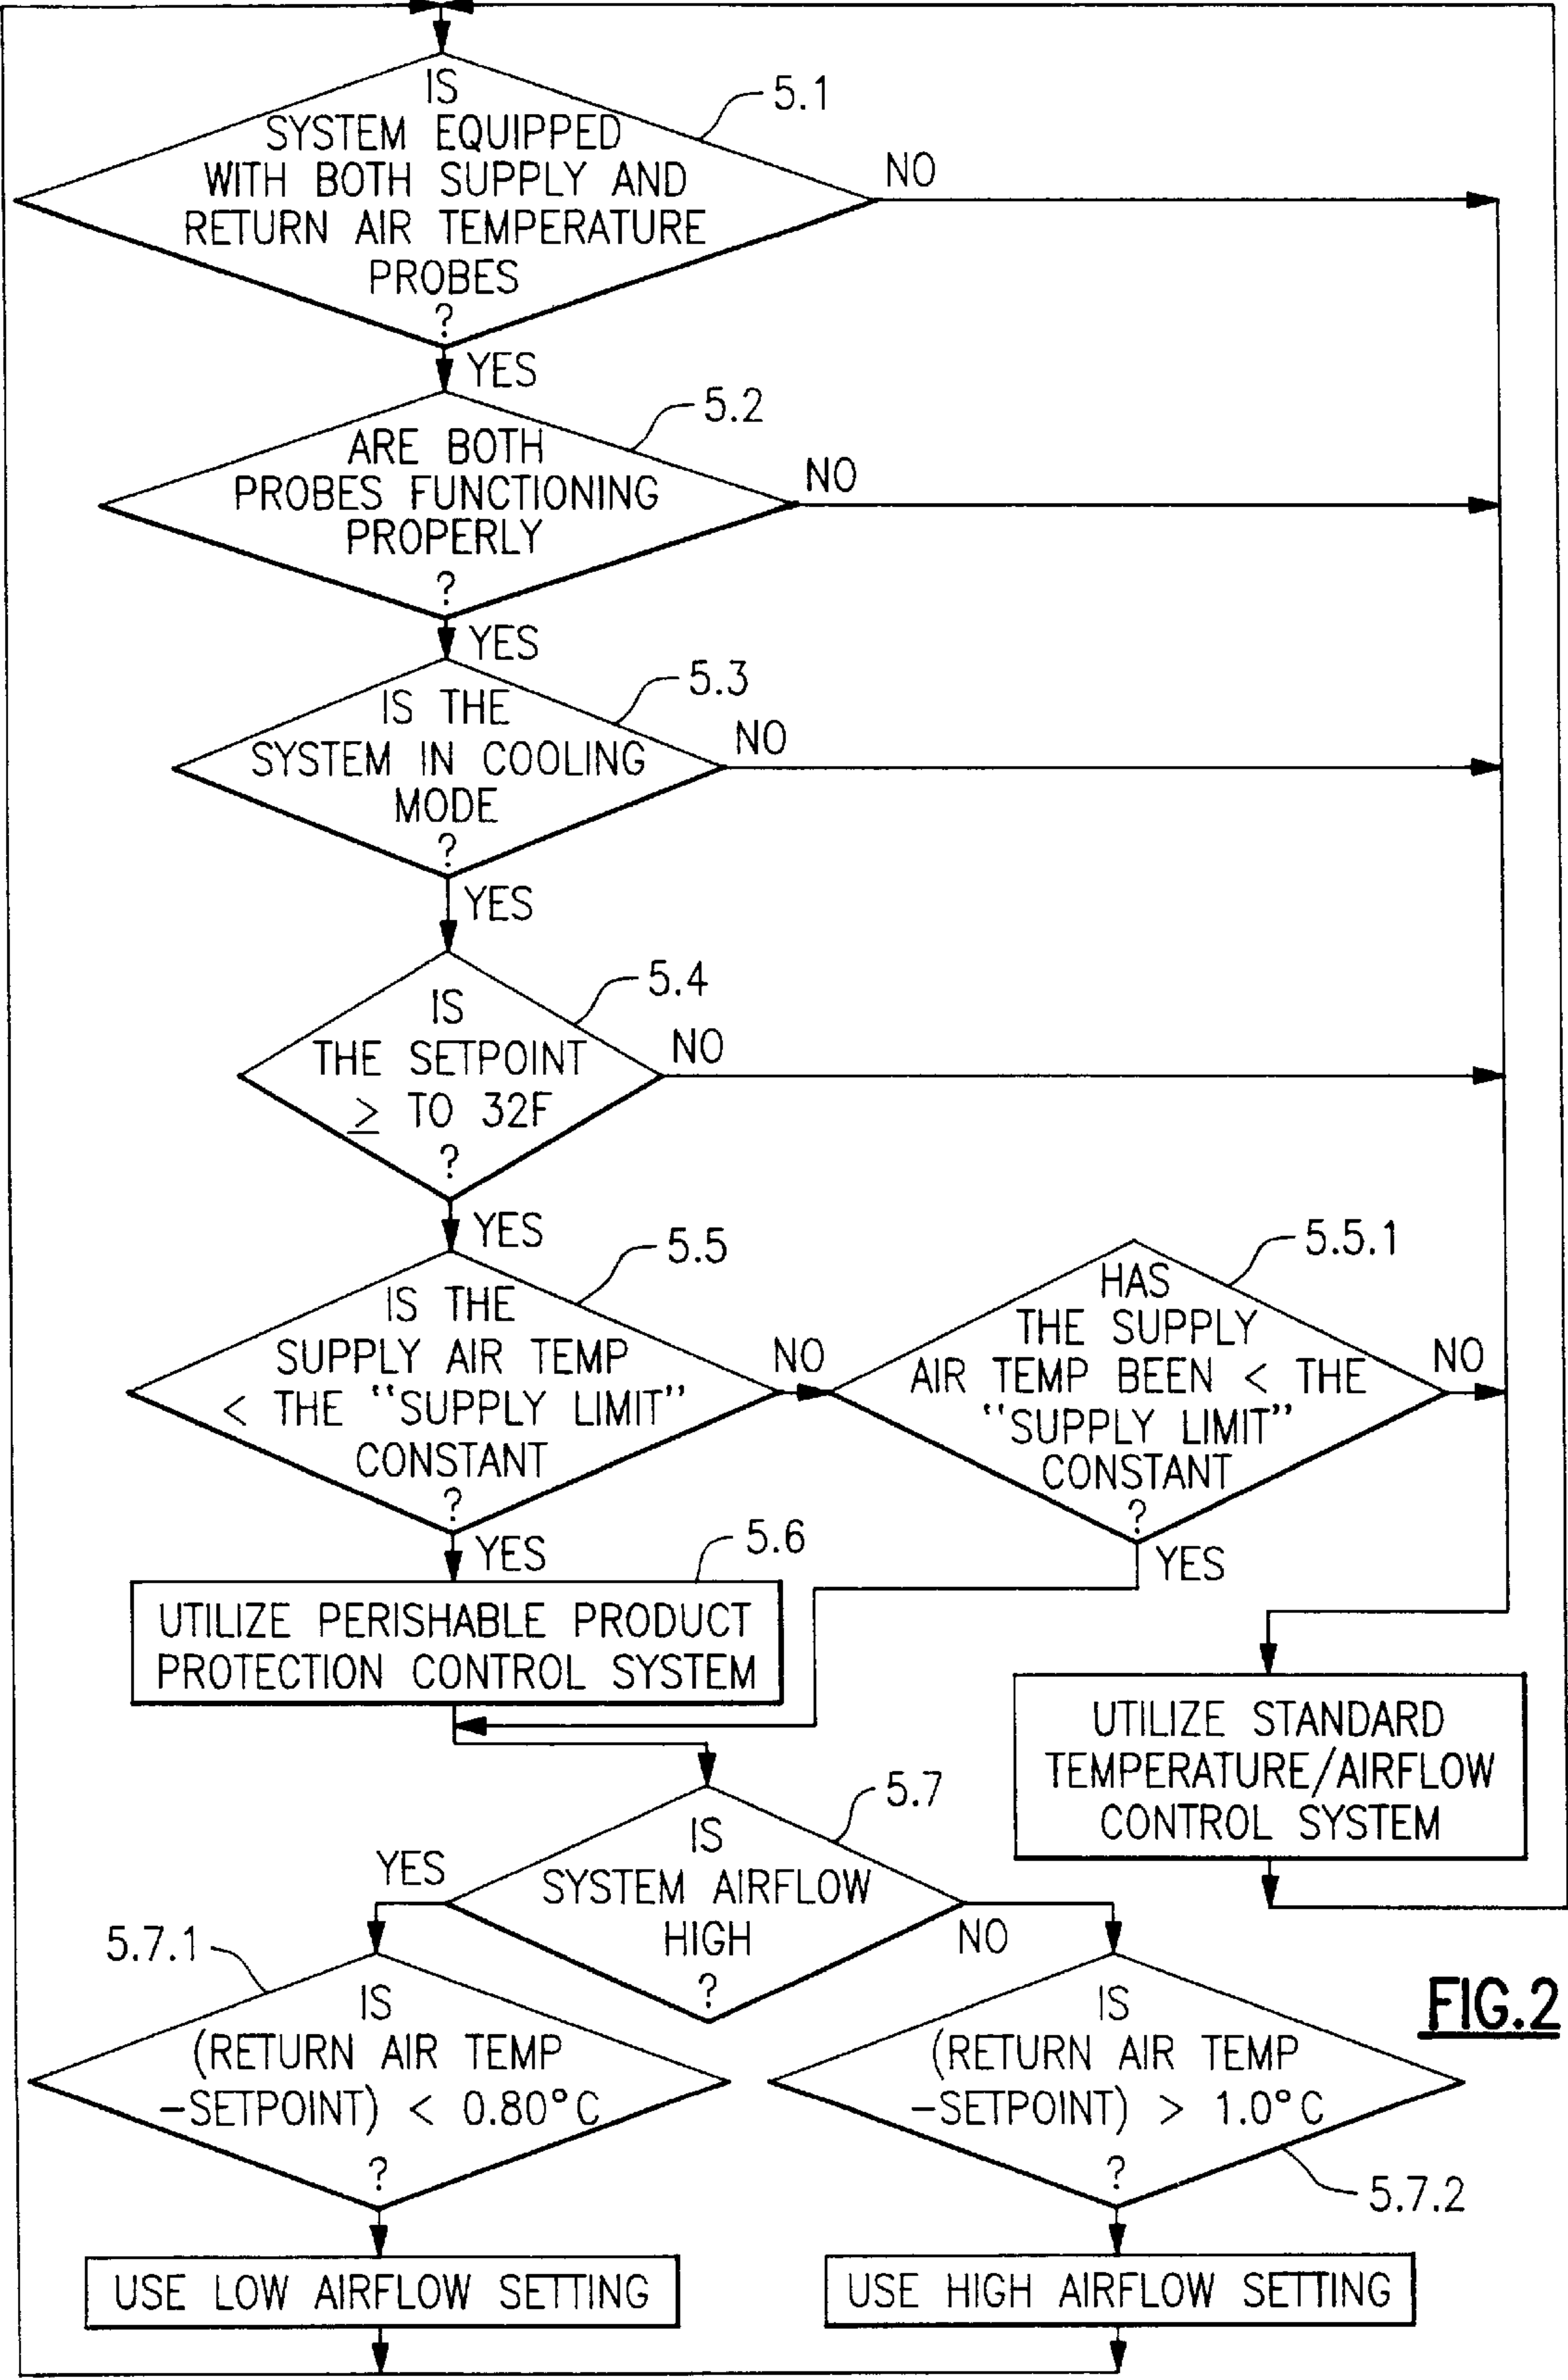 IS
SYSTEM EQUIPPED
WITH BOTH SUPPLY AND
RETURN AIR TEMPERATURE
PROBES
?
5.1
NO
YES
ARE BOTH
PROBES FUNCTIONING
PROPERLY
?
5.2
NO
YES
IS THE
SYSTEM IN COOLING
MODE
?
5.3
NO
YES
IS
THE SETPOINT
≥ TO 32F
?
5.4
NO
YES
IS THE
SUPPLY AIR TEMP
< THE "SUPPLY LIMIT"
CONSTANT
?
5.5
NO
HAS
THE SUPPLY
AIR TEMP BEEN < THE
"SUPPLY LIMIT"
CONSTANT
?
5.5.1
NO
YES
YES
5.6
UTILIZE PERISHABLE PRODUCT
PROTECTION CONTROL SYSTEM
UTILIZE STANDARD
TEMPERATURE/AIRFLOW
CONTROL SYSTEM
IS
SYSTEM AIRFLOW
HIGH
?
5.7
YES
NO
5.7.1
IS
(RETURN AIR TEMP
-SETPOINT) < 0.80°C
?
IS
(RETURN AIR TEMP
-SETPOINT) > 1.0°C
?
5.7.2
FIG.2
USE LOW AIRFLOW SETTING
USE HIGH AIRFLOW SETTING